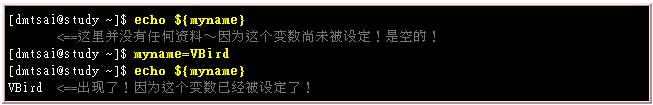 [dmtsai@study ~]$ echo ${myname}
<==这里并没有任何资料～因为这个变数尚未被设定！是空的！
[dmtsai@study ~]$ myname=VBird
[dmtsai@study ~]$ echo ${myname}
VBird <==出现了！因为这个变数已经被设定了！